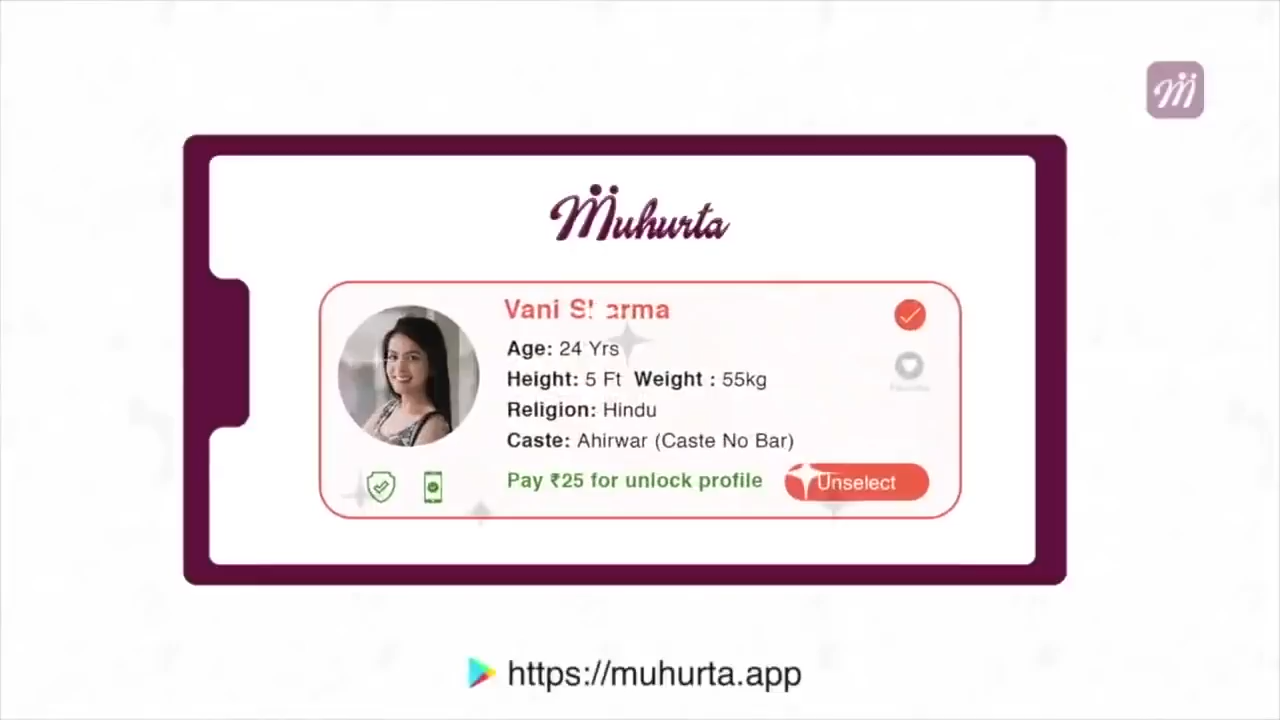 Muhurta
Vani Sharma
Age: 24 Yrs
Height: 5 Ft Weight : 55kg
Religion: Hindu
Caste: Ahirwar (Caste No Bar)
Pay ₹25 for unlock profile
Unselect
https://muhurta.app